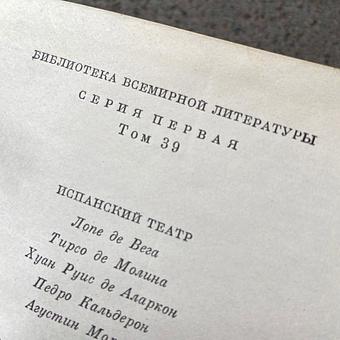 БИБЛИОТЕКА ВСЕМИРНОЙ ЛИТЕРАТУРЫ
СЕРИЯ ПЕРВАЯ
Том 39
ИСПАНСКИЙ ТЕАТР
Лопе де Вега
Тирсо де Молина
Хуан Руис де Аларкон
Педро Кальдерон
Агустин